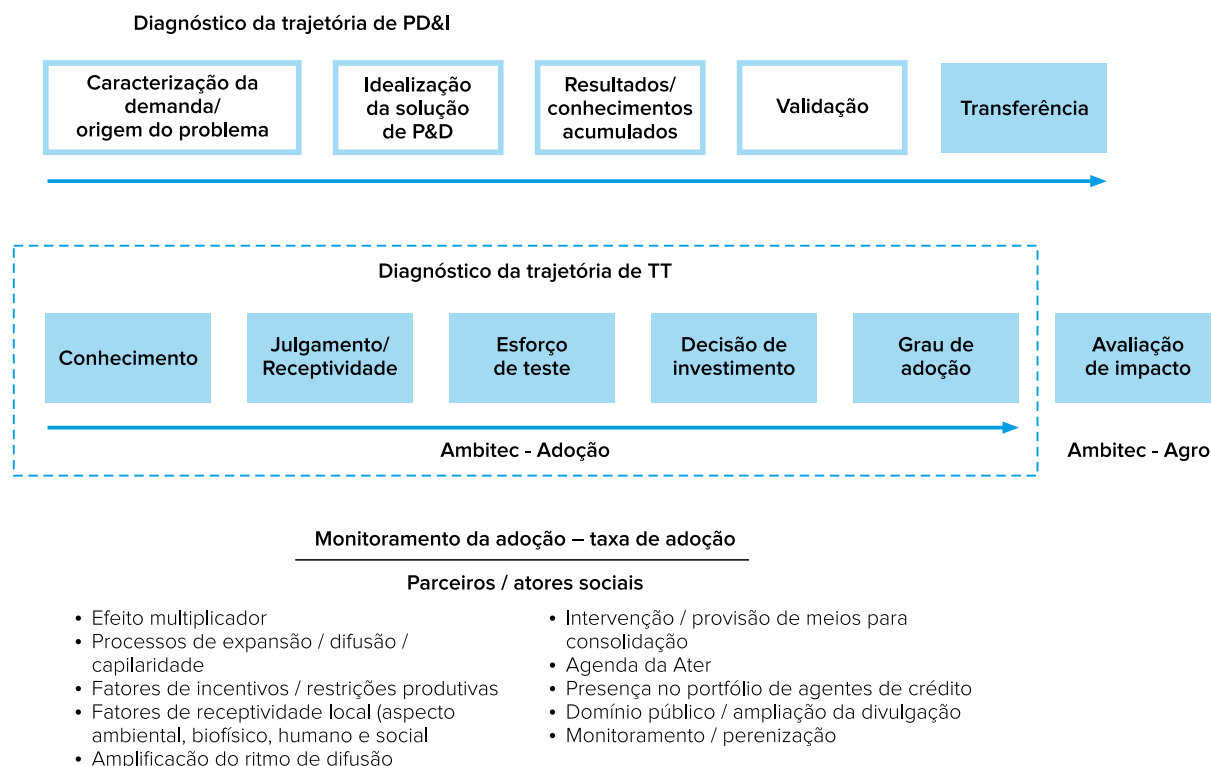 Diagnóstico da trajetória de PD&I
Caracterização da
demanda/
origem do problema
Idealização
da solução
de P&D
Resultados/
conhecimentos
acumulados
Validação
Transferência
Diagnóstico da trajetória de TT
Conhecimento
Julgamento/
Receptividade
Esforço
de teste
Decisão de
investimento
Grau de
adoção
Avaliação
de impacto
Ambitec - Adoção
Ambitec - Agro
Monitoramento da adoção – taxa de adoção
Parceiros / atores sociais
• Efeito multiplicador
• Processos de expansão / difusão /
capilaridade
• Fatores de incentivos / restrições produtivas
• Fatores de receptividade local (aspecto
ambiental, biofísico, humano e social
• Amplificação do ritmo de difusão
• Intervenção / provisão de meios para
consolidação
• Agenda da Ater
• Presença no portfólio de agentes de crédito
• Domínio público / ampliação da divulgação
• Monitoramento / perenização